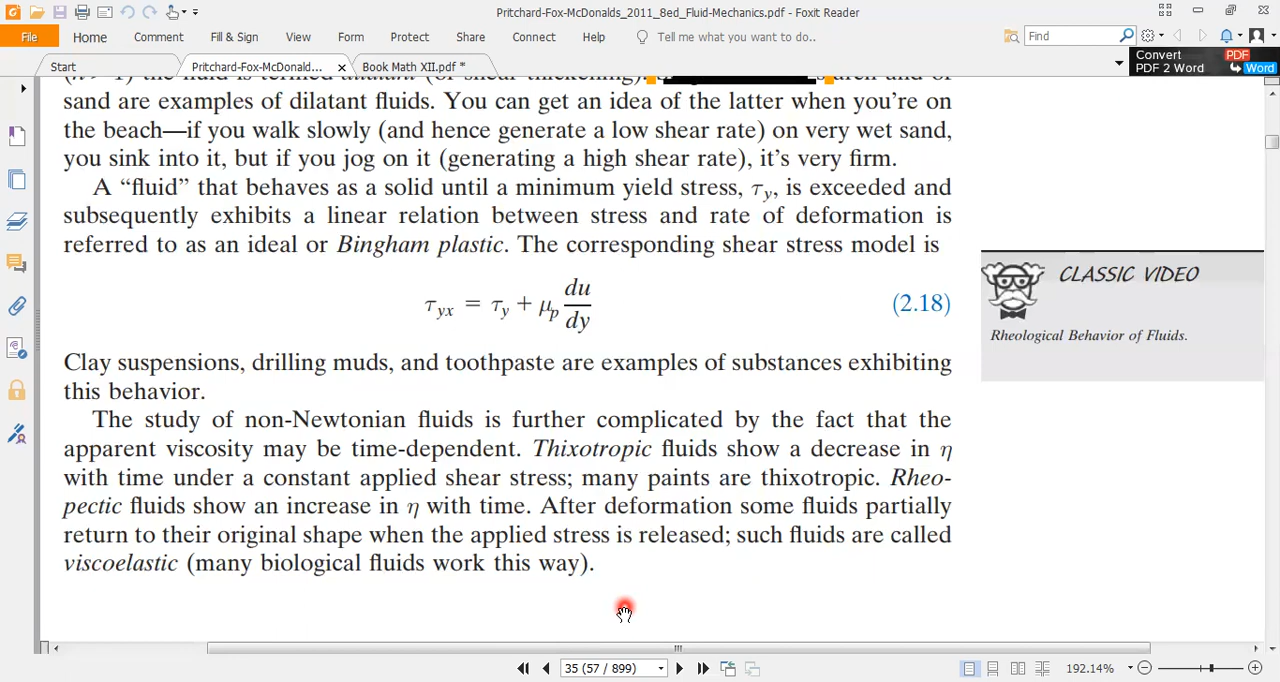 Pritchard-Fox-McDonalds_2011_8ed_Fluid-Mechanics.pdf - Foxit Reader
File Home Comment Fill & Sign View Form Protect Share Connect Help Tell me what you want to do.. Find
Start Pritchard-Fox-McDonald... Book Math XII.pdf *
Convert PDF
PDF 2 Word Word
sand are examples of dilatant fluids. You can get an idea of the latter when you're on
the beach—if you walk slowly (and hence generate a low shear rate) on very wet sand,
you sink into it, but if you jog on it (generating a high shear rate), it's very firm.
A “fluid” that behaves as a solid until a minimum yield stress, τy, is exceeded and
subsequently exhibits a linear relation between stress and rate of deformation is
referred to as an ideal or Bingham plastic. The corresponding shear stress model is
τyx = τy + μp du/dy (2.18)
CLASSIC VIDEO
Rheological Behavior of Fluids.
Clay suspensions, drilling muds, and toothpaste are examples of substances exhibiting
this behavior.
The study of non-Newtonian fluids is further complicated by the fact that the
apparent viscosity may be time-dependent. Thixotropic fluids show a decrease in η
with time under a constant applied shear stress; many paints are thixotropic. Rheo-
pectic fluids show an increase in η with time. After deformation some fluids partially
return to their original shape when the applied stress is released; such fluids are called
viscoelastic (many biological fluids work this way).
35 (57 / 899) 192.14%